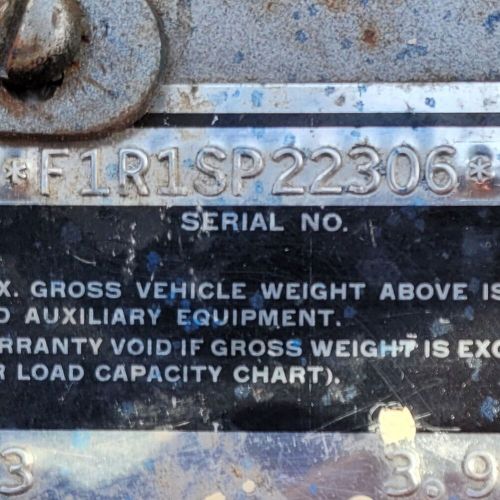 *F1R1SP22306*
SERIAL NO.
X. GROSS VEHICLE WEIGHT ABOVE IS
D AUXILIARY EQUIPMENT.
ARRANTY VOID IF GROSS WEIGHT IS EXC
R LOAD CAPACITY CHART).
3 3.9